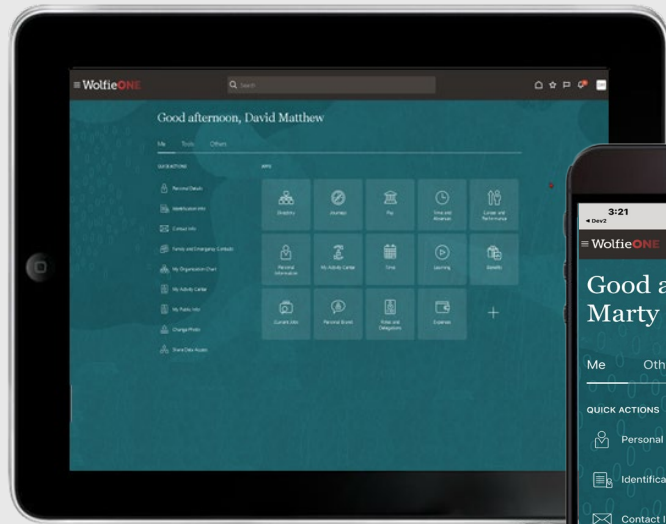 WolfieONE
Search
Good afternoon, David Matthew
Me Tools Others
QUICK ACTIONS
APPS
Personal Details
Identification Info
Contact Info
Family and Emergency Contacts
My Organization Chart
My Activity Center
My Public Info
Change Photo
Share Data Access
Directory
Journeys
Pay
Time and
Absences
Career and
Performance
Personal
Information
My Activity Center
Time
Learning
Benefits
Current Jobs
Personal Brand
Roles and
Delegations
Expenses
3:21
Dev2
WolfieONE
Good a
Marty
Me Oth
QUICK ACTIONS
Personal
Identifica
Contact I